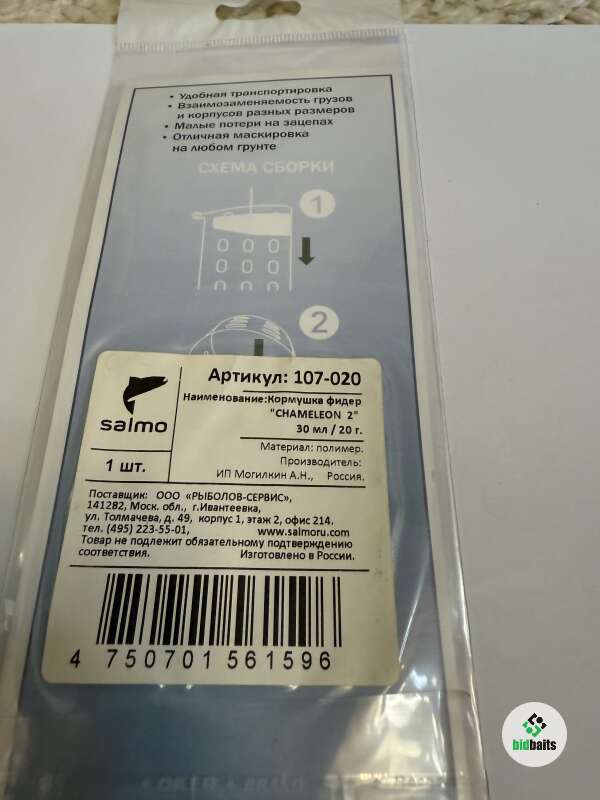 • Удобная транспортировка
• Взаимозаменяемость грузов
и корпусов разных размеров
• Малые потери на зацепах
• Отличная маскировка
на любом грунте
СХЕМА СБОРКИ
1
2
salmo
1 шт.
Артикул: 107-020
Наименование:Кормушка фидер
"CHAMELEON 2"
30 мл / 20 г.
Материал: полимер.
Производитель:
ИП Могилкин А.Н., Россия.
Поставщик: ООО «РЫБОЛОВ-СЕРВИС»,
141282, Моск. обл., г.Ивантеевка,
ул. Толмачева, д. 49, корпус 1, этаж 2, офис 214.
тел. (495) 223-55-01, www.salmoru.com
Товар не подлежит обязательному подтверждению
соответствия. Изготовлено в России.
4 750701 561596
bidbaits